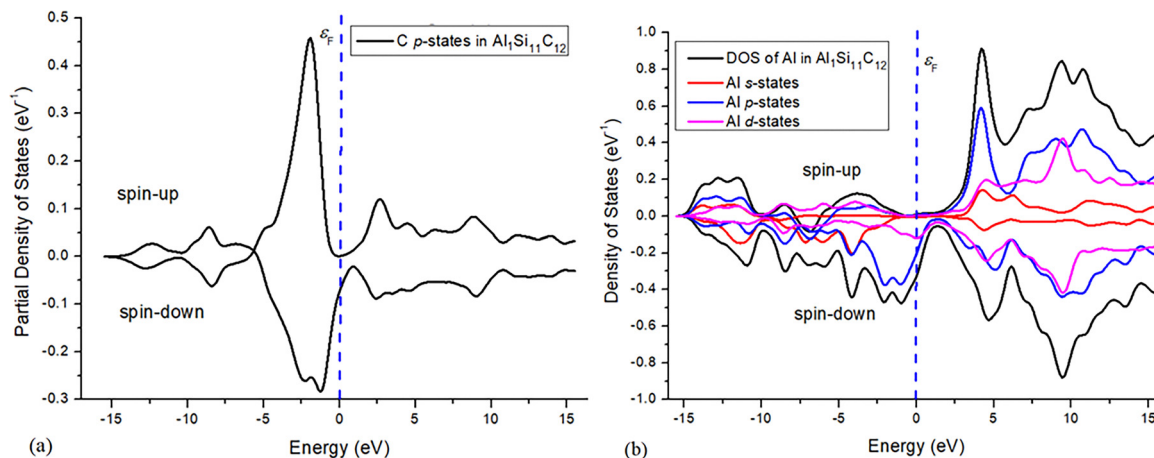 0.5
0.4
0.3
0.2
0.1
0.0
-0.1
-0.2
-0.3
Partial Density of States (eV⁻¹)
ε_F
C p-states in Al₁Si₁₁C₁₂
spin-up
spin-down
-15 -10 -5 0 5 10 15
Energy (eV)
(a)
1.0
0.8
0.6
0.4
0.2
0.0
-0.2
-0.4
-0.6
-0.8
-1.0
Density of States (eV⁻¹)
DOS of Al in Al₁Si₁₁C₁₂
Al s-states
Al p-states
Al d-states
ε_F
spin-up
spin-down
-15 -10 -5 0 5 10 15
Energy (eV)
(b)